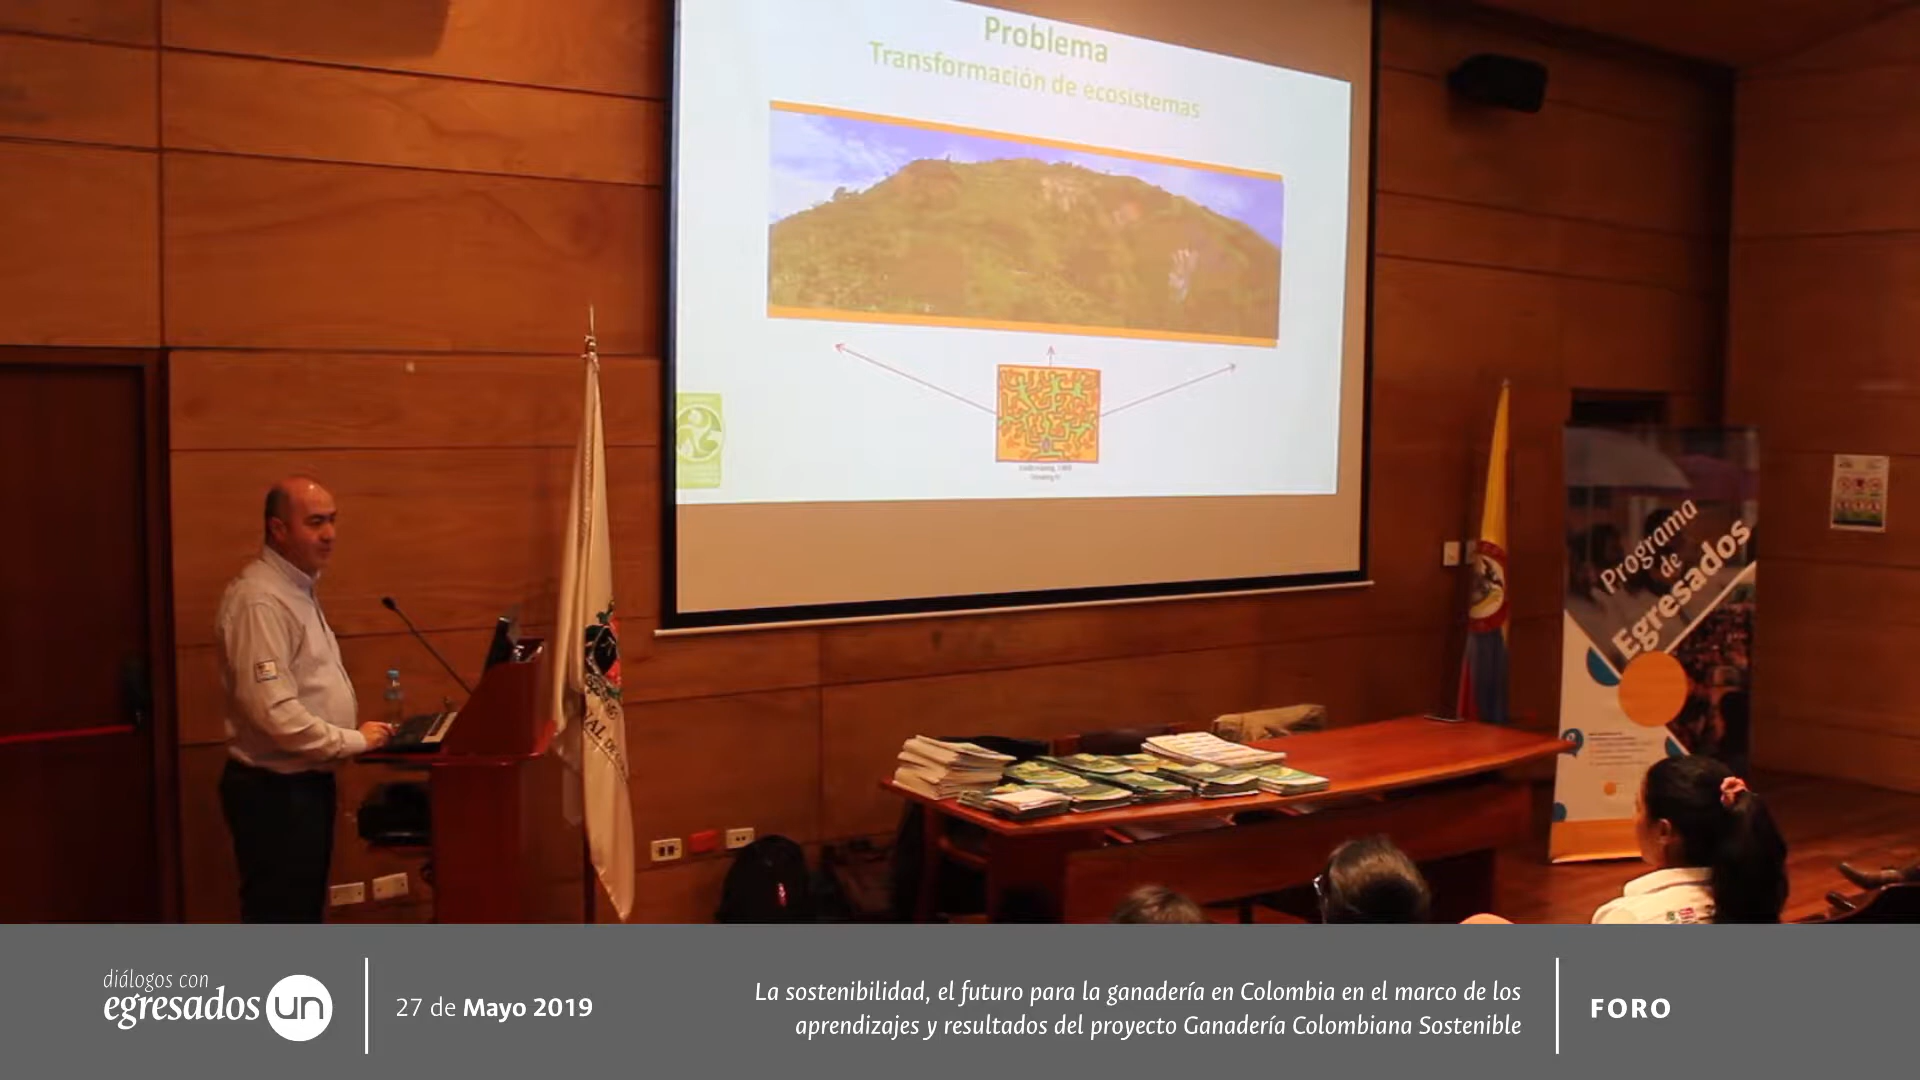 Problema
Transformación de ecosistemas
Programa
de
Egresados
diálogos con
egresados un
27 de Mayo 2019
La sostenibilidad, el futuro para la ganadería en Colombia en el marco de los
aprendizajes y resultados del proyecto Ganadería Colombiana Sostenible
FORO